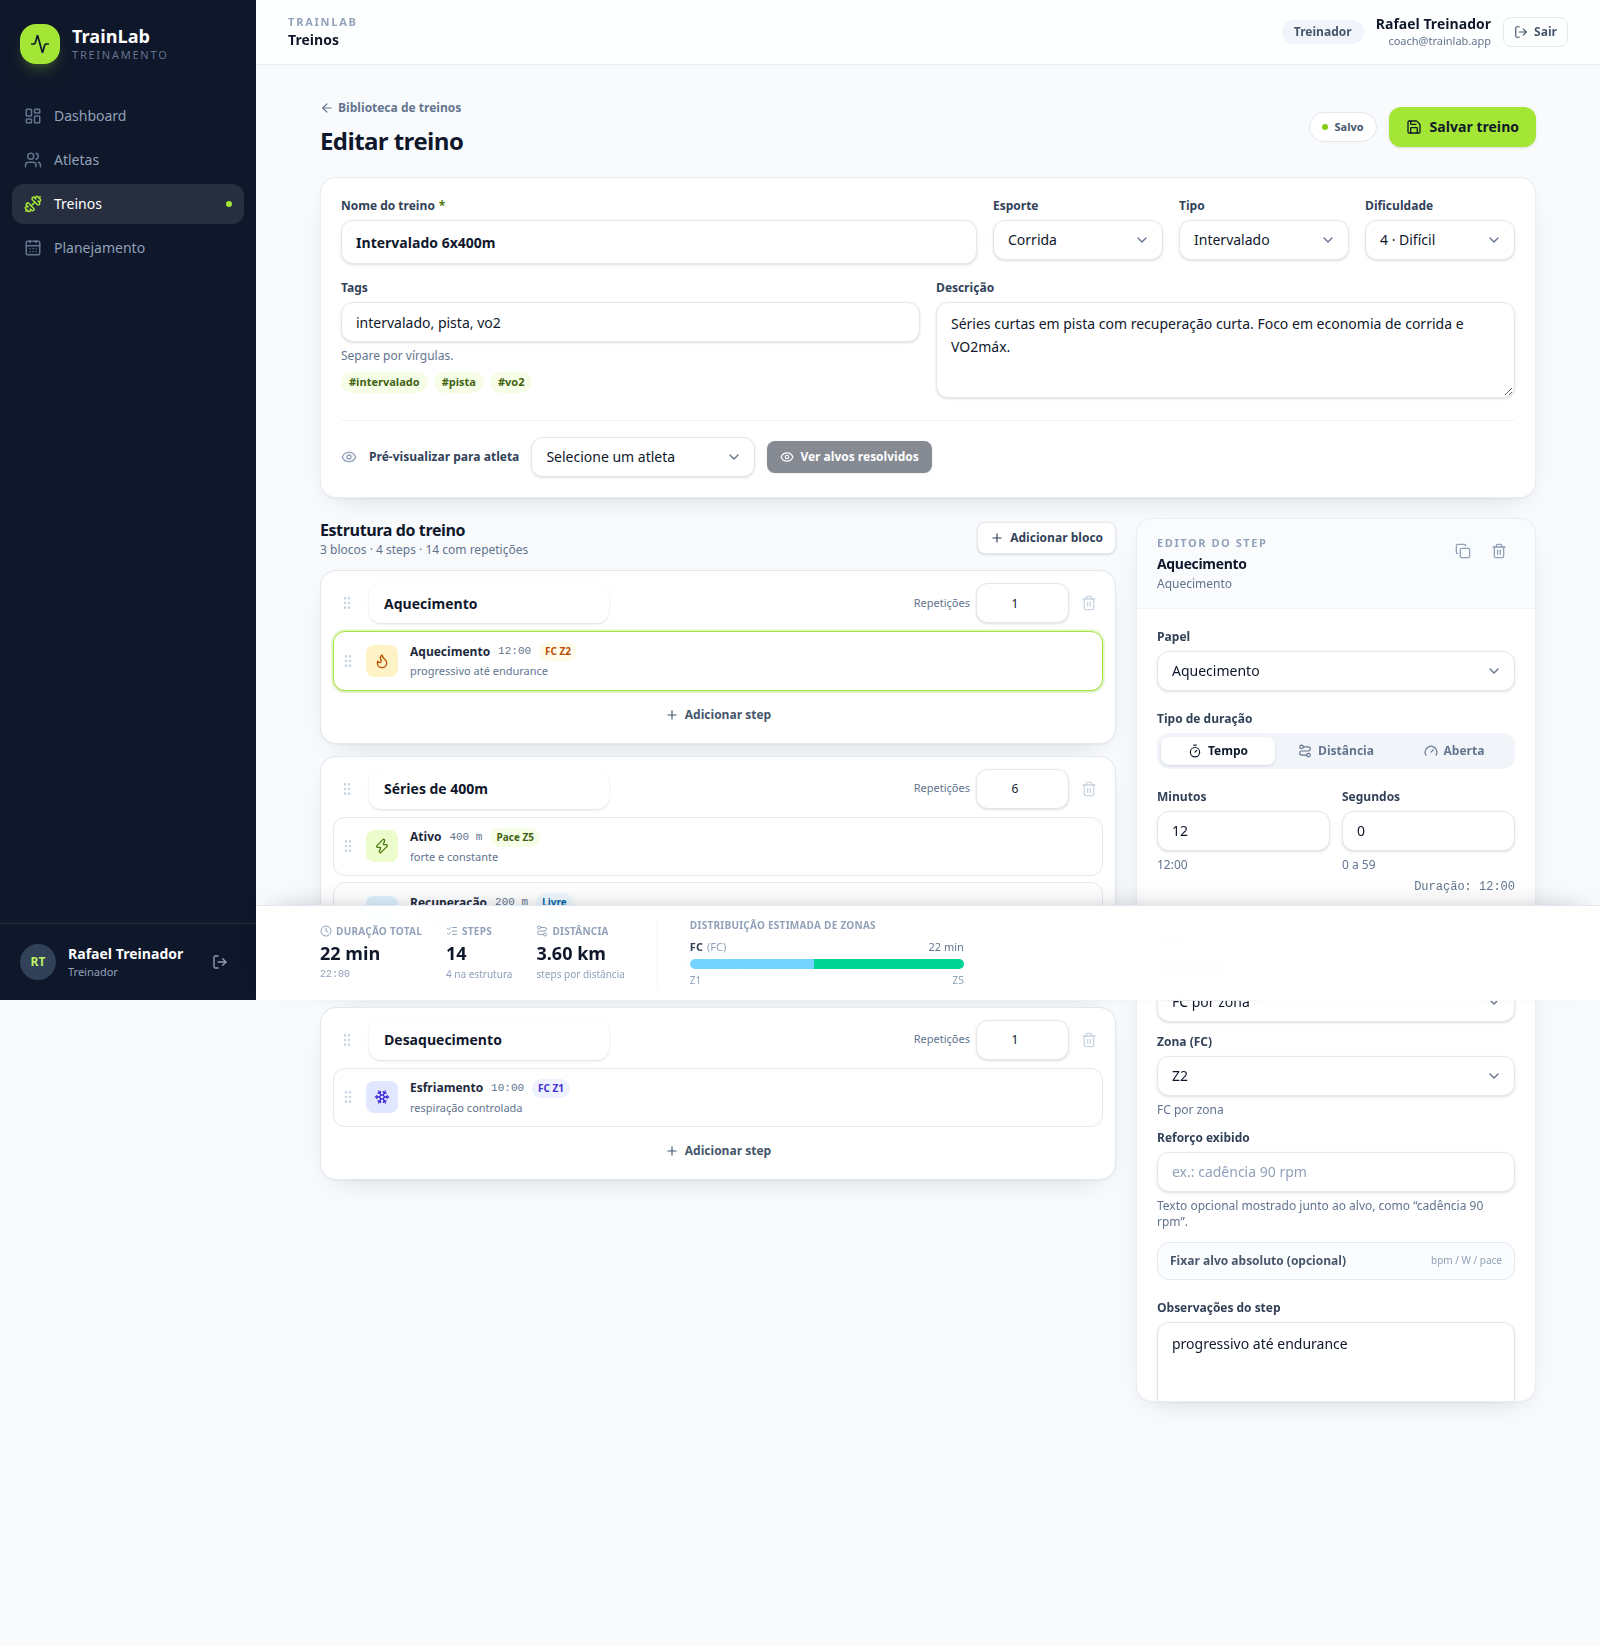 TrainLab
TREINAMENTO
Dashboard
Atletas
Treinos
Planejamento
RT
Rafael Treinador
Treinador
TRAINLAB
Treinos
Treinador
Rafael Treinador
coach@trainlab.app
Sair
Biblioteca de treinos
Editar treino
Salvo
Salvar treino
Nome do treino *
Intervalado 6x400m
Esporte
Corrida
Tipo
Intervalado
Dificuldade
4 · Difícil
Tags
intervalado, pista, vo2
Separe por vírgulas.
#intervalado #pista #vo2
Descrição
Séries curtas em pista com recuperação curta. Foco em economia de corrida e
VO2máx.
Pré-visualizar para atleta
Selecione um atleta
Ver alvos resolvidos
Estrutura do treino
3 blocos · 4 steps · 14 com repetições
Adicionar bloco
Aquecimento
Repetições
1
Aquecimento 12:00 FC Z2
progressivo até endurance
Adicionar step
Séries de 400m
Repetições
6
Ativo 400 m Pace Z5
forte e constante
Recuperação 200 m Livre
DURAÇÃO TOTAL
22 min
22:00
STEPS
14
4 na estrutura
DISTÂNCIA
3.60 km
steps por distância
DISTRIBUIÇÃO ESTIMADA DE ZONAS
FC (FC)
22 min
Z1
Z5
Desaquecimento
Repetições
1
Esfriamento 10:00 FC Z1
respiração controlada
Adicionar step
EDITOR DO STEP
Aquecimento
Aquecimento
Papel
Aquecimento
Tipo de duração
Tempo
Distância
Aberta
Minutos
12
12:00
Segundos
0
0 a 59
Duração: 12:00
FC por zona
Zona (FC)
Z2
FC por zona
Reforço exibido
ex.: cadência 90 rpm
Texto opcional mostrado junto ao alvo, como “cadência 90
rpm”.
Fixar alvo absoluto (opcional)
bpm / W / pace
Observações do step
progressivo até endurance